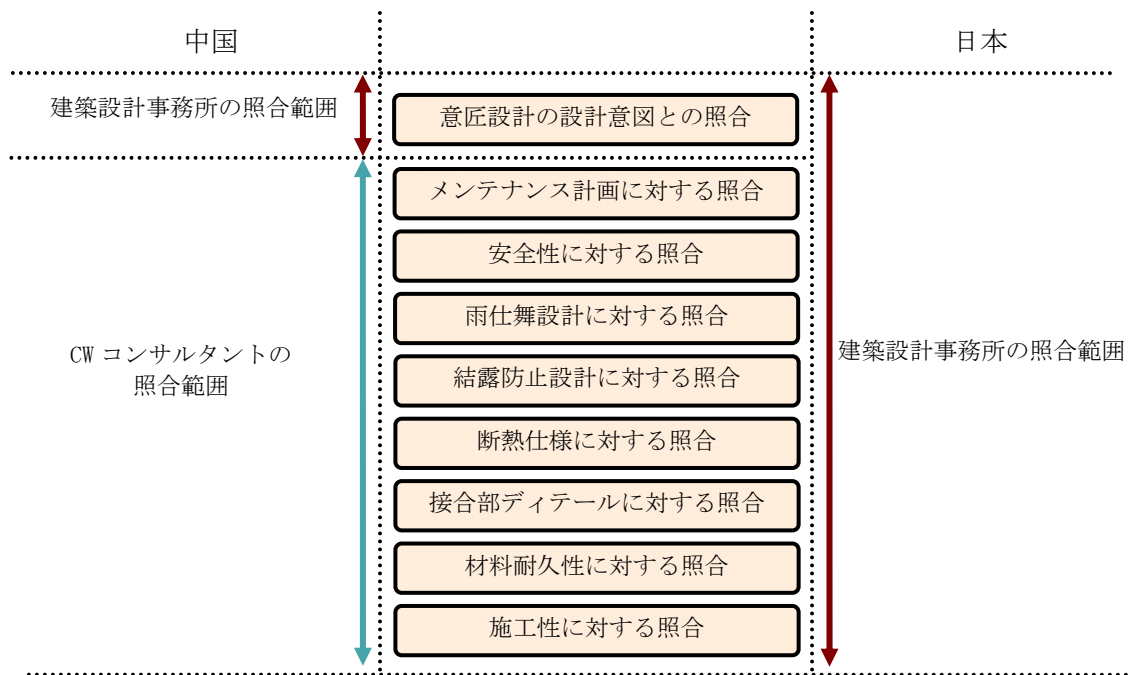 中国
日本
建築設計事務所の照合範囲
意匠設計の設計意図との照合
メンテナンス計画に対する照合
安全性に対する照合
雨仕舞設計に対する照合
CW コンサルタントの
照合範囲
建築設計事務所の照合範囲
結露防止設計に対する照合
断熱仕様に対する照合
接合部ディテールに対する照合
材料耐久性に対する照合
施工性に対する照合